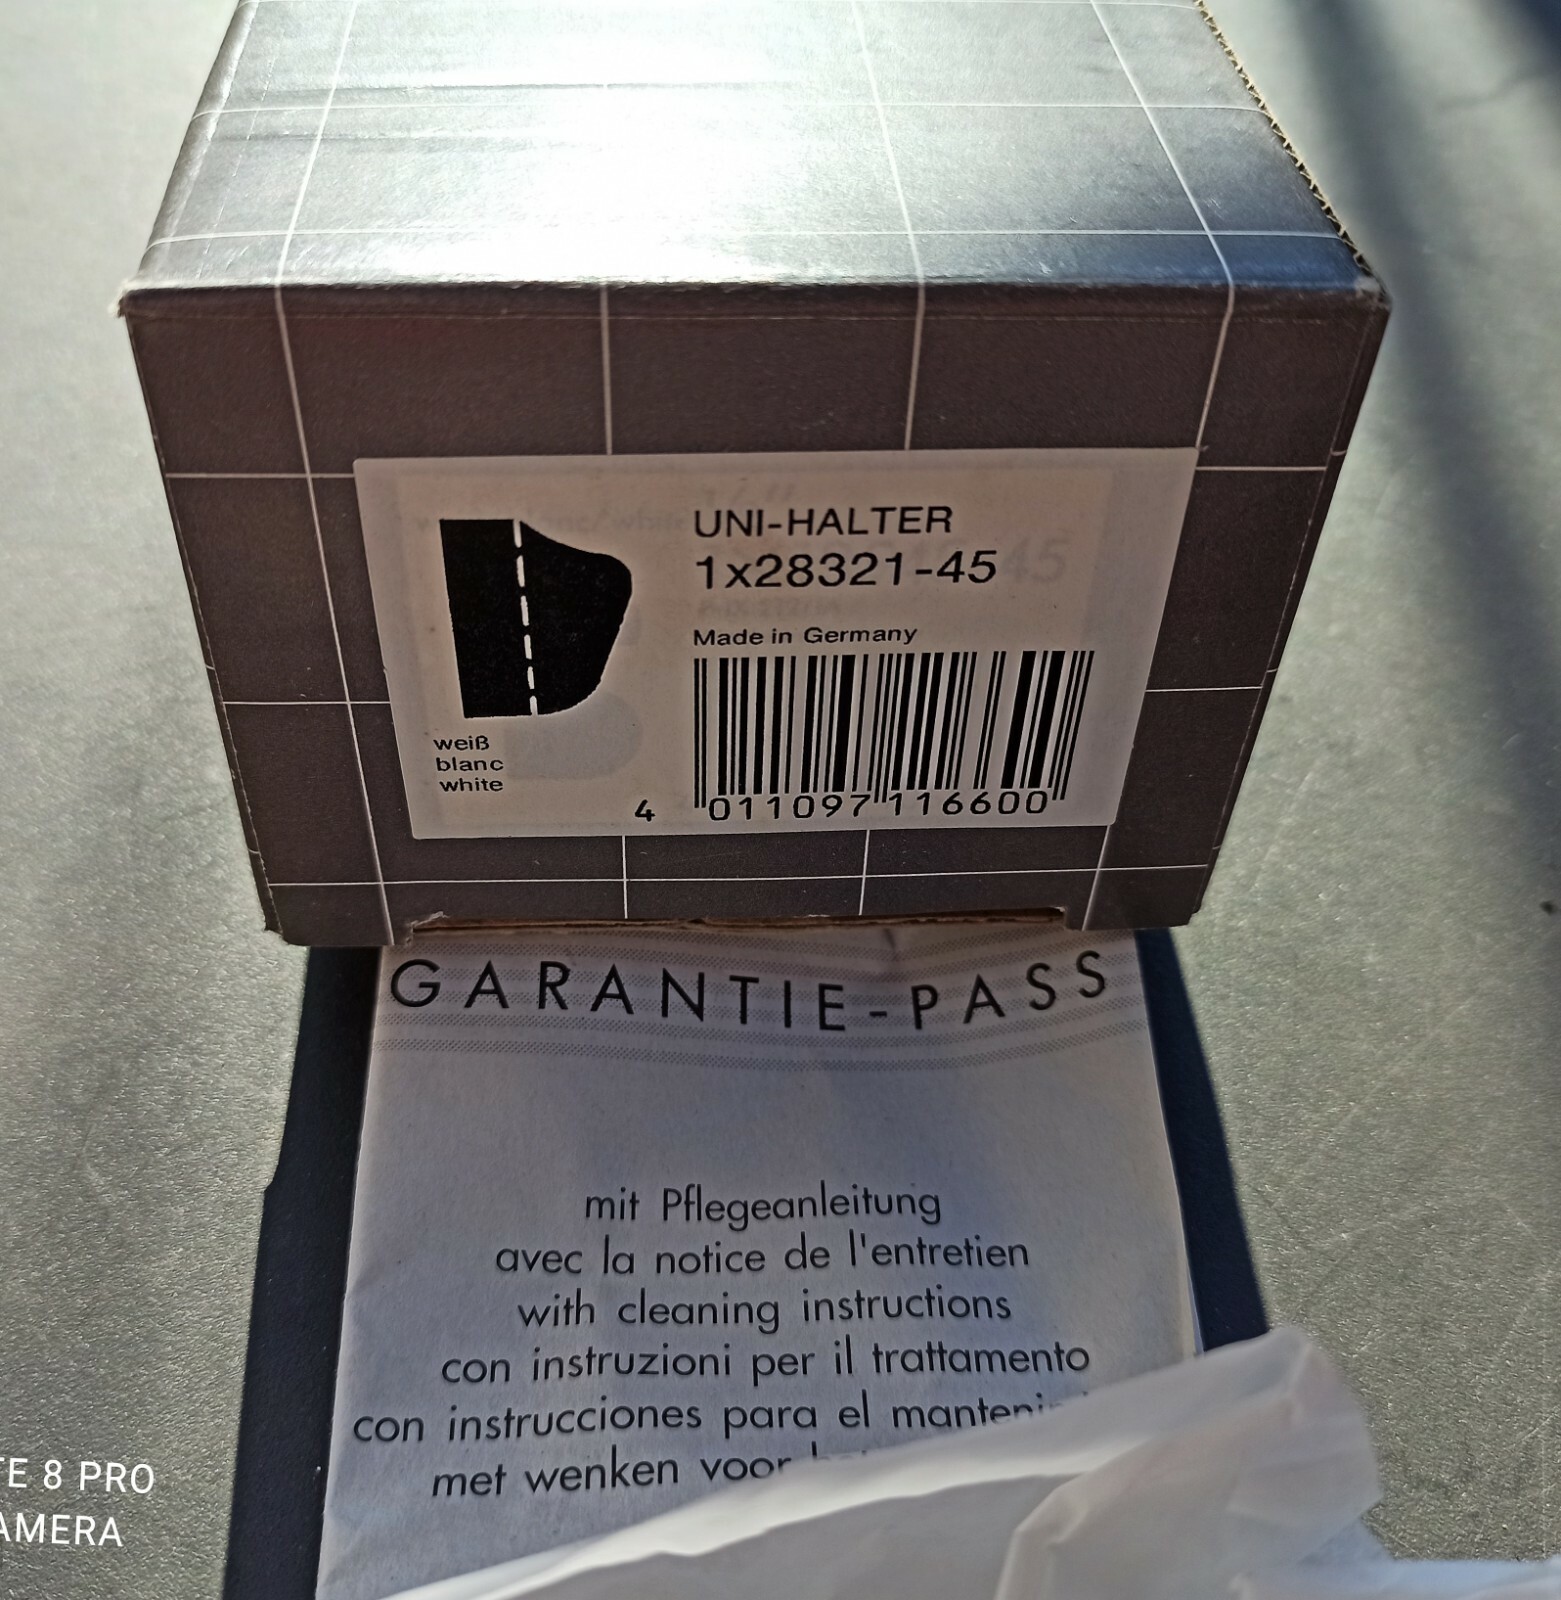 UNI-HALTER
1x28321-45
Made in Germany
weiß
blanc
white
4 011097 116600
GARANTIE-PASS
mit Pflegeanleitung
avec la notice de l'entretien
with cleaning instructions
con instruzioni per il trattamento
con instrucciones para el
met wenken voor
E 8 PRO
AMERA